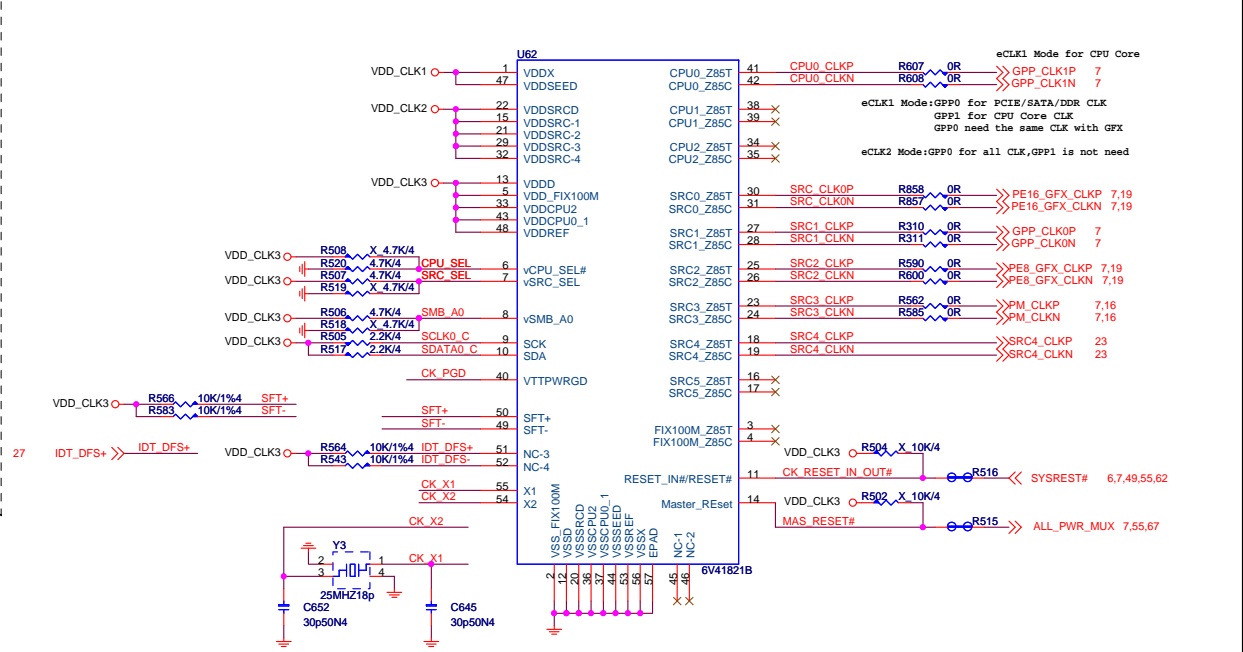 U62
eCLK1 Mode for CPU Core
VDD_CLK1 1 VDDX CPU0_Z85T 41 CPU0_CLKP R607 0R GPP_CLK1P 7
47 VDDSEED CPU0_Z85C 42 CPU0_CLKN R608 0R GPP_CLK1N 7
VDD_CLK2 22 VDDSRCD CPU1_Z85T 38 eCLK1 Mode:GPP0 for PCIE/SATA/DDR CLK
15 VDDSRC-1 CPU1_Z85C 39 GPP1 for CPU Core CLK
21 VDDSRC-2 GPP0 need the same CLK with GFX
29 VDDSRC-3 CPU2_Z85T 34
32 VDDSRC-4 CPU2_Z85C 35 eCLK2 Mode:GPP0 for all CLK,GPP1 is not need
VDD_CLK3 13 VDDD
5 VDD_FIX100M SRC0_Z85T 30 SRC_CLK0P R858 0R PE16_GFX_CLKP 7,19
33 VDDCPU2 SRC0_Z85C 31 SRC_CLK0N R857 0R PE16_GFX_CLKN 7,19
43 VDDCPU0_1
48 VDDREF SRC1_Z85T 27 SRC1_CLKP R310 0R GPP_CLK0P 7
SRC1_Z85C 28 SRC1_CLKN R311 0R GPP_CLK0N 7
VDD_CLK3 R508 X_4.7K/4
R520 4.7K/4 CPU_SEL 6 vCPU_SEL# SRC2_Z85T 25 SRC2_CLKP R590 0R PE8_GFX_CLKP 7,19
VDD_CLK3 R507 4.7K/4 SRC_SEL 7 vSRC_SEL SRC2_Z85C 26 SRC2_CLKN R600 0R PE8_GFX_CLKN 7,19
R519 X_4.7K/4
SRC3_Z85T 23 SRC3_CLKP R562 0R PM_CLKP 7,16
VDD_CLK3 R506 4.7K/4 SMB_A0 8 vSMB_A0 SRC3_Z85C 24 SRC3_CLKN R585 0R PM_CLKN 7,16
R518 X_4.7K/4
VDD_CLK3 R505 2.2K/4 SCLK0_C 9 SCK SRC4_Z85T 18 SRC4_CLKP SRC4_CLKP 23
R517 2.2K/4 SDATA0_C 10 SDA SRC4_Z85C 19 SRC4_CLKN SRC4_CLKN 23
CK_PGD 40 VTTPWRGD SRC5_Z85T 16
SRC5_Z85C 17
VDD_CLK3 R566 10K/1%4 SFT+
R583 10K/1%4 SFT-
SFT+ 50 SFT+
SFT- 49 SFT- FIX100M_Z85T 3
FIX100M_Z85C 4
27 IDT_DFS+ IDT_DFS+ VDD_CLK3 R564 10K/1%4 IDT_DFS+ 51 NC-3 VDD_CLK3 R504 X_10K/4
R543 10K/1%4 IDT_DFS- 52 NC-4
RESET_IN#/RESET# 11 CK_RESET_IN_OUT# R516 SYSREST# 6,7,49,55,62
CK_X1 55 X1
CK_X2 54 X2 Master_REset 14 VDD_CLK3 R502 X_10K/4
CK_X2 MAS_RESET# R515 ALL_PWR_MUX 7,55,67
VSS_FIX100M
VSSD
VSSSRCD
VSSCPU2
VSSCPU0_1
VSSSEED
VSSREF
VSSX
EPAD
NC-1
NC-2
6V41821B
2 12 20 36 37 44 53 56 57 45 46
Y3
2 1 CK_X1
3 4
25MHZ18p
C652
30p50N4
C645
30p50N4